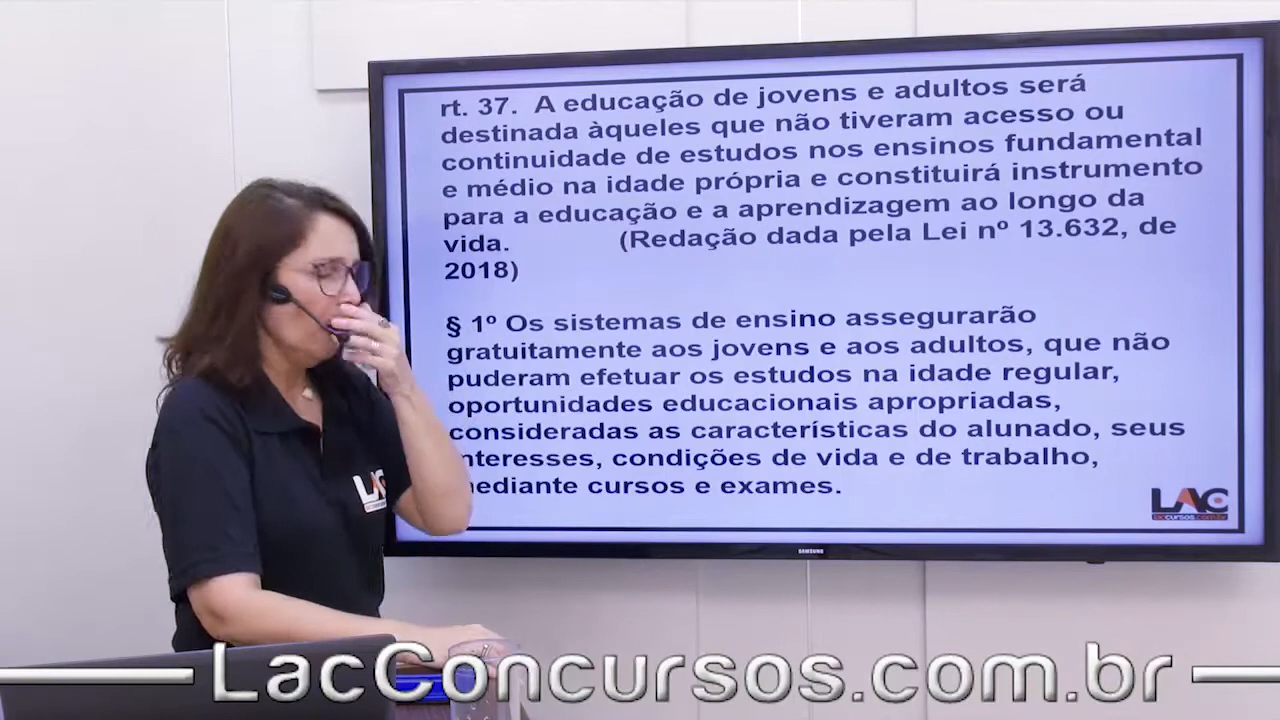 rt. 37. A educação de jovens e adultos será
destinada àqueles que não tiveram acesso ou
continuidade de estudos nos ensinos fundamental
e médio na idade própria e constituirá instrumento
para a educação e a aprendizagem ao longo da
vida. (Redação dada pela Lei nº 13.632, de
2018)
§ 1º Os sistemas de ensino assegurarão
gratuitamente aos jovens e aos adultos, que não
puderam efetuar os estudos na idade regular,
oportunidades educacionais apropriadas,
consideradas as características do alunado, seus
nteresses, condições de vida e de trabalho,
ediante cursos e exames.
LAC
laccursos.com.br
SAMSUNG
LAC
LacConcursos.com.br